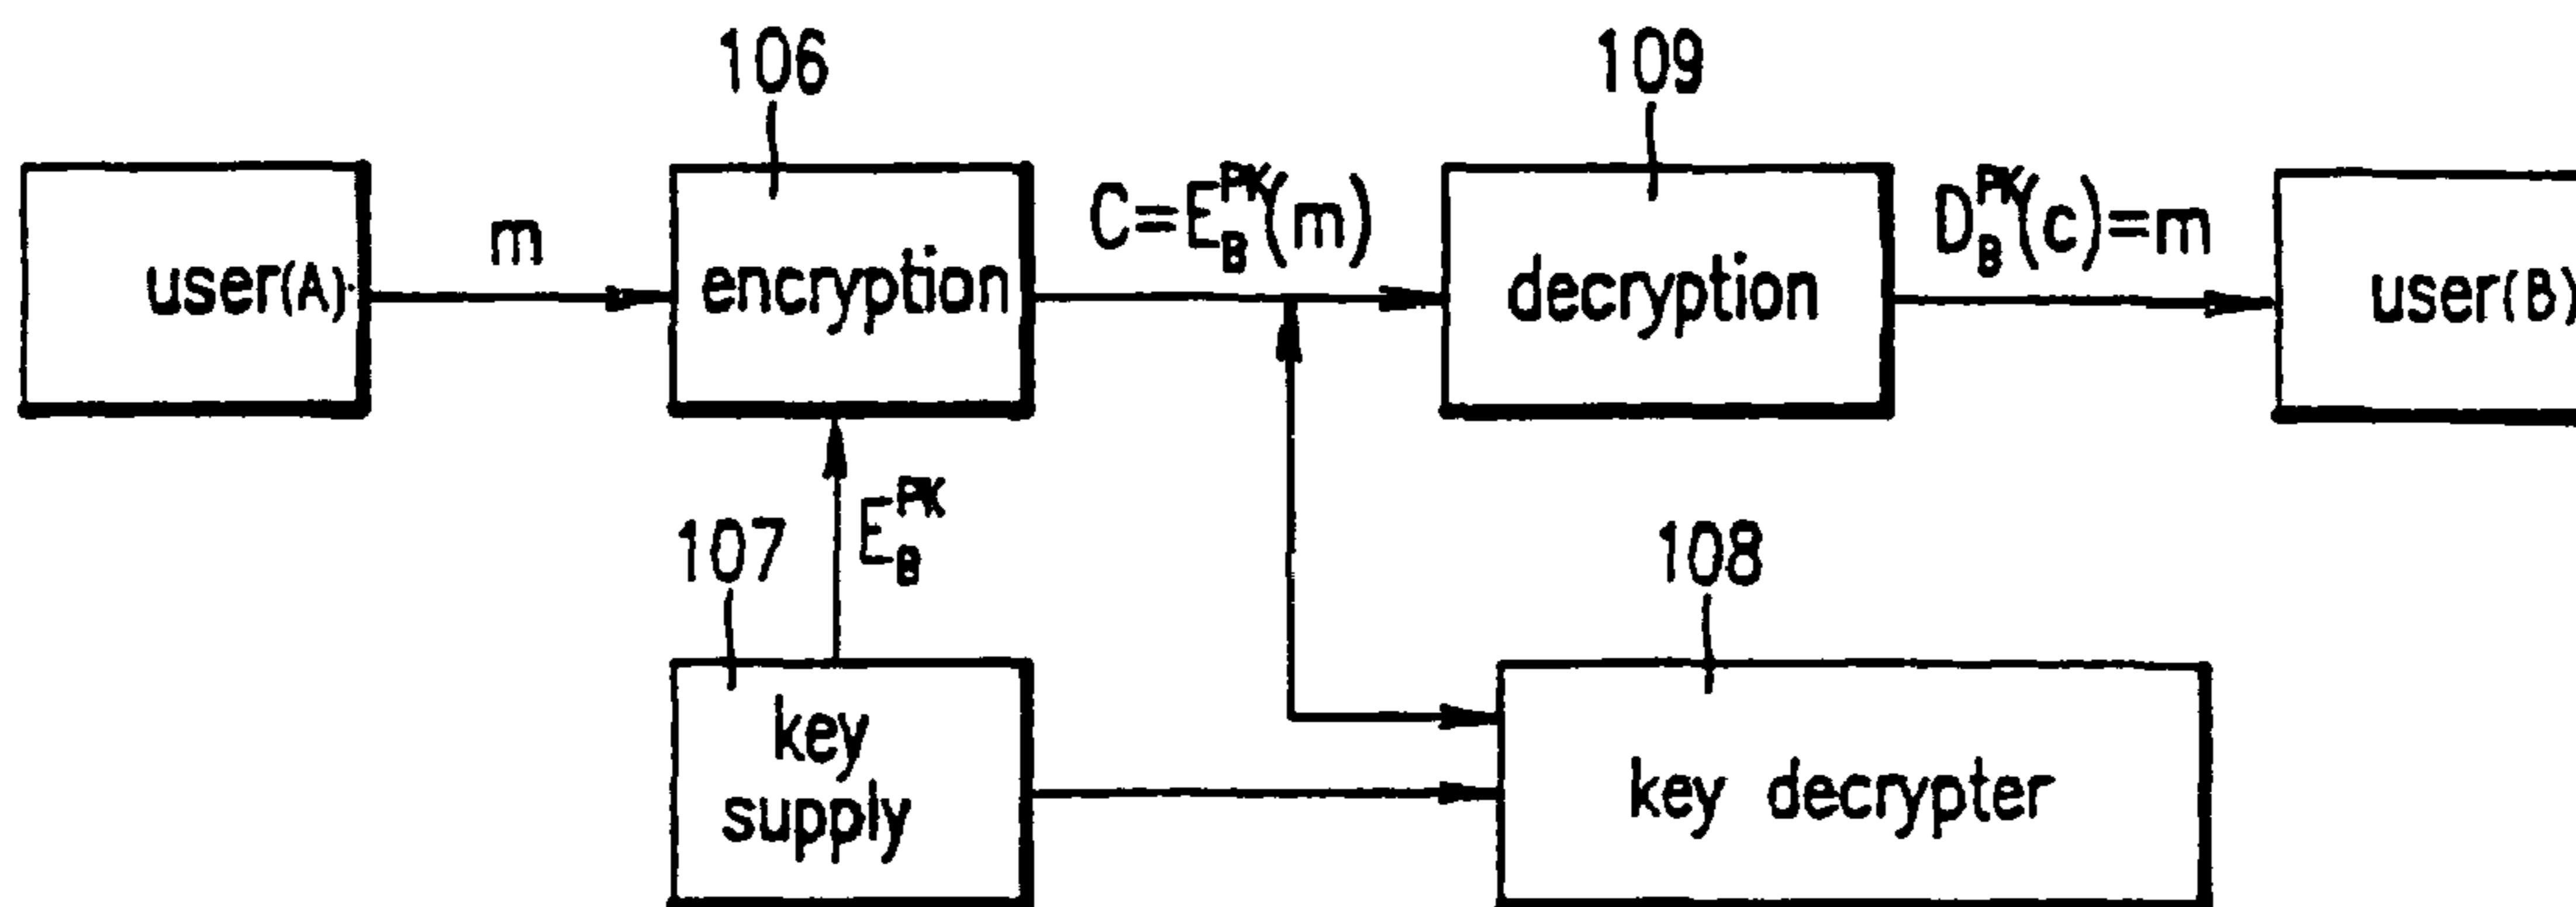 106
109
user(A)
m
encryption
C=E_B^PK(m)
decryption
D_B^PK(c)=m
user(B)
107
E_B^PK
108
key
supply
key decrypter